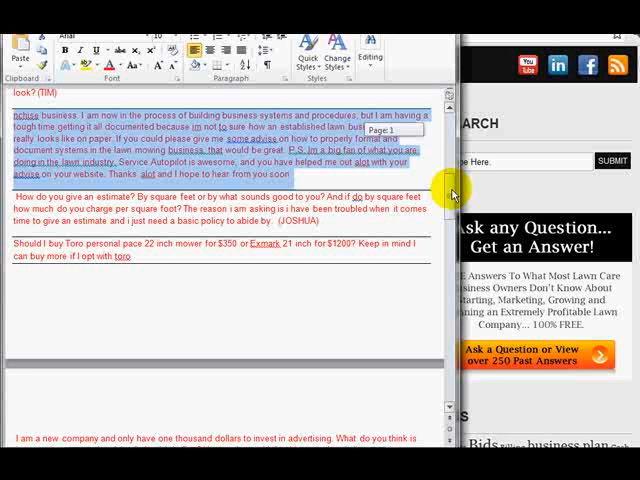 Arial
10
Paste
Quick
Styles
Change
Styles
Editing
Clipboard
Font
Paragraph
Styles
look? (TIM)
nchise business. I am now in the process of building business systems and procedures, but I am having a
tough time getting it all documented because im not to sure how an established lawn
really looks like on paper. If you could please give me some advise on how to properly format and
document systems in the lawn mowing business, that would be great. P.S. Im a big fan of what you are
doing in the lawn industry. Service Autopilot is awesome, and you have helped me out alot with your
advise on your website. Thanks alot and I hope to hear from you soon
Page: 1
How do you give an estimate? By square feet or by what sounds good to you? And if do by square feet
how much do you charge per square foot? The reason i am asking is i have been troubled when it comes
time to give an estimate and i just need a basic policy to abide by. (JOSHUA)
Should I buy Toro personal pace 22 inch mower for $350 or Exmark 21 inch for $1200? Keep in mind I
can buy more if I opt with toro
I am a new company and only have one thousand dollars to invest in advertising. What do you think is
You
Tube
in
f
ARCH
pe Here.
SUBMIT
Ask any Question...
Get an Answer!
EE Answers To What Most Lawn Care
Business Owners Don't Know About
tarting, Marketing, Growing and
ning an Extremely Profitable Lawn
Company... 100% FREE.
Ask a Question or View
over 250 Past Answers
S
Bids Billing business plan Cash